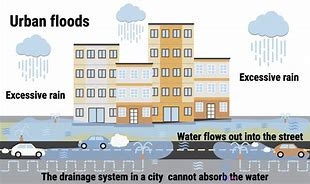 Urban floods
Excessive rain
Excessive rain
Water flows out into the street
The drainage system in a city cannot absorb the water